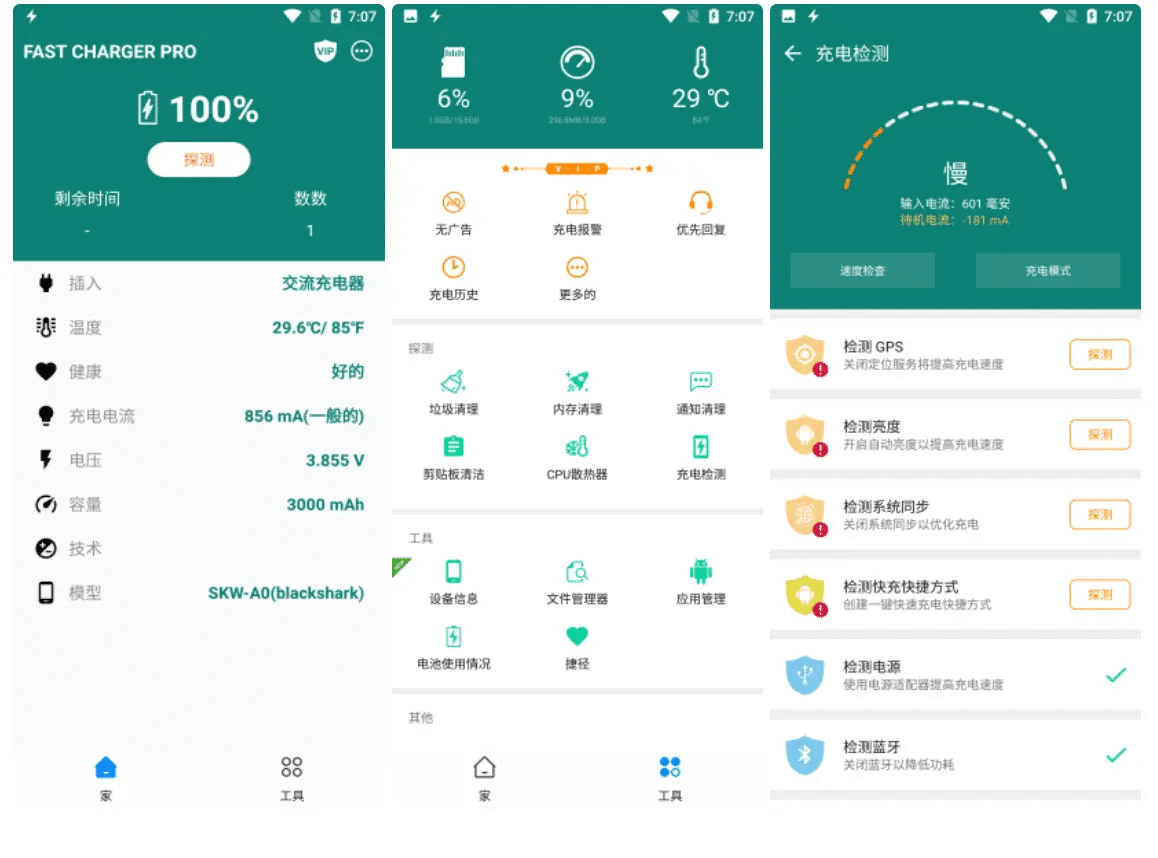 7:07
FAST CHARGER PRO
VIP
100%
探测
剩余时间 数数
- 1
插入 交流充电器
温度 29.6℃/ 85℉
健康 好的
充电电流 856 mA(一般的)
电压 3.855 V
容量 3000 mAh
技术
模型 SKW-A0(blackshark)
家 工具
7:07
6% 9% 29 ℃
1.0GB/15.6GB 296.8MB/3.0GB 84°F
V · I · P
无广告 充电报警 优先回复
充电历史 更多的
探测
垃圾清理 内存清理 通知清理
剪贴板清洁 CPU散热器 充电检测
工具
NEW
设备信息 文件管理器 应用管理
电池使用情况 捷径
其他
家 工具
7:07
充电检测
慢
输入电流: 601 毫安
待机电流: -181 mA
速度检查 充电模式
检测 GPS
关闭定位服务将提高充电速度
探测
检测亮度
开启自动亮度以提高充电速度
探测
检测系统同步
关闭系统同步以优化充电
探测
检测快充快捷方式
创建一键快速充电快捷方式
探测
检测电源
使用电源适配器提高充电速度
检测蓝牙
关闭蓝牙以降低功耗